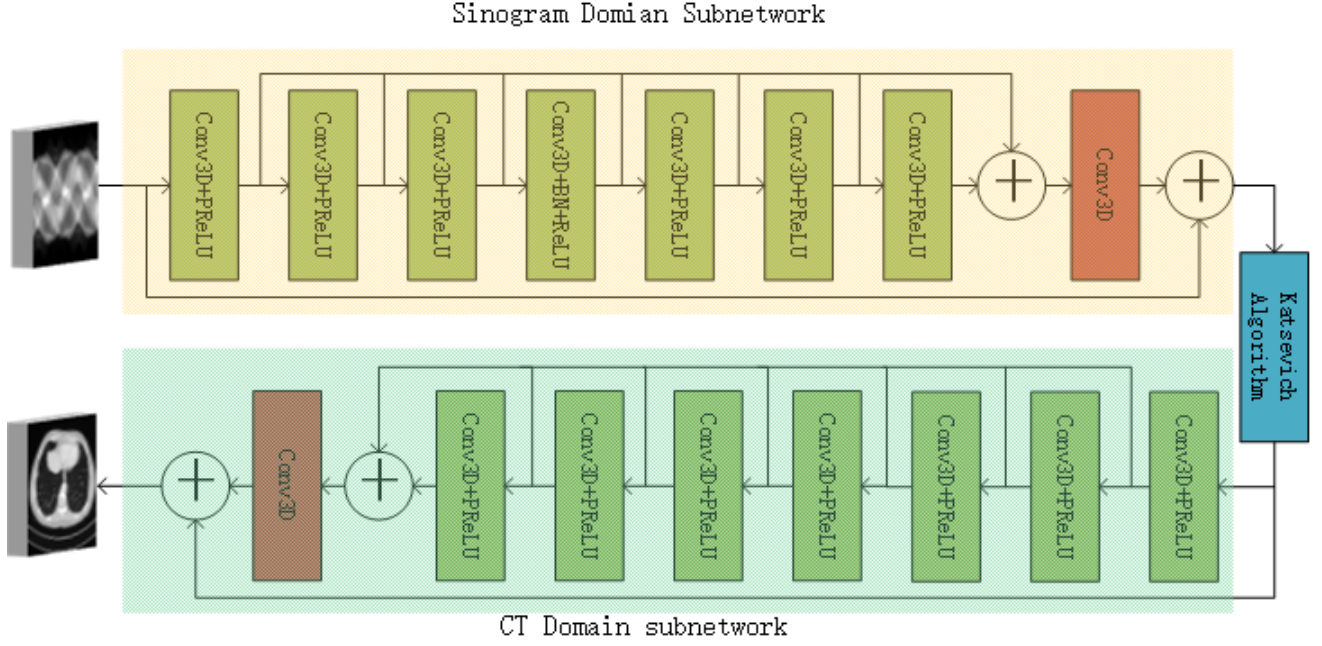 Sinogram Domian Subnetwork
Conv3D+PReLU
Conv3D+PReLU
Conv3D+PReLU
Conv3D+BN+ReLU
Conv3D+PReLU
Conv3D+PReLU
Conv3D+PReLU
Conv3D
Katsevich
Algorithm
Conv3D
Conv3D+PReLU
Conv3D+PReLU
Conv3D+PReLU
Conv3D+PReLU
Conv3D+PReLU
Conv3D+PReLU
Conv3D+PReLU
CT Domain subnetwork